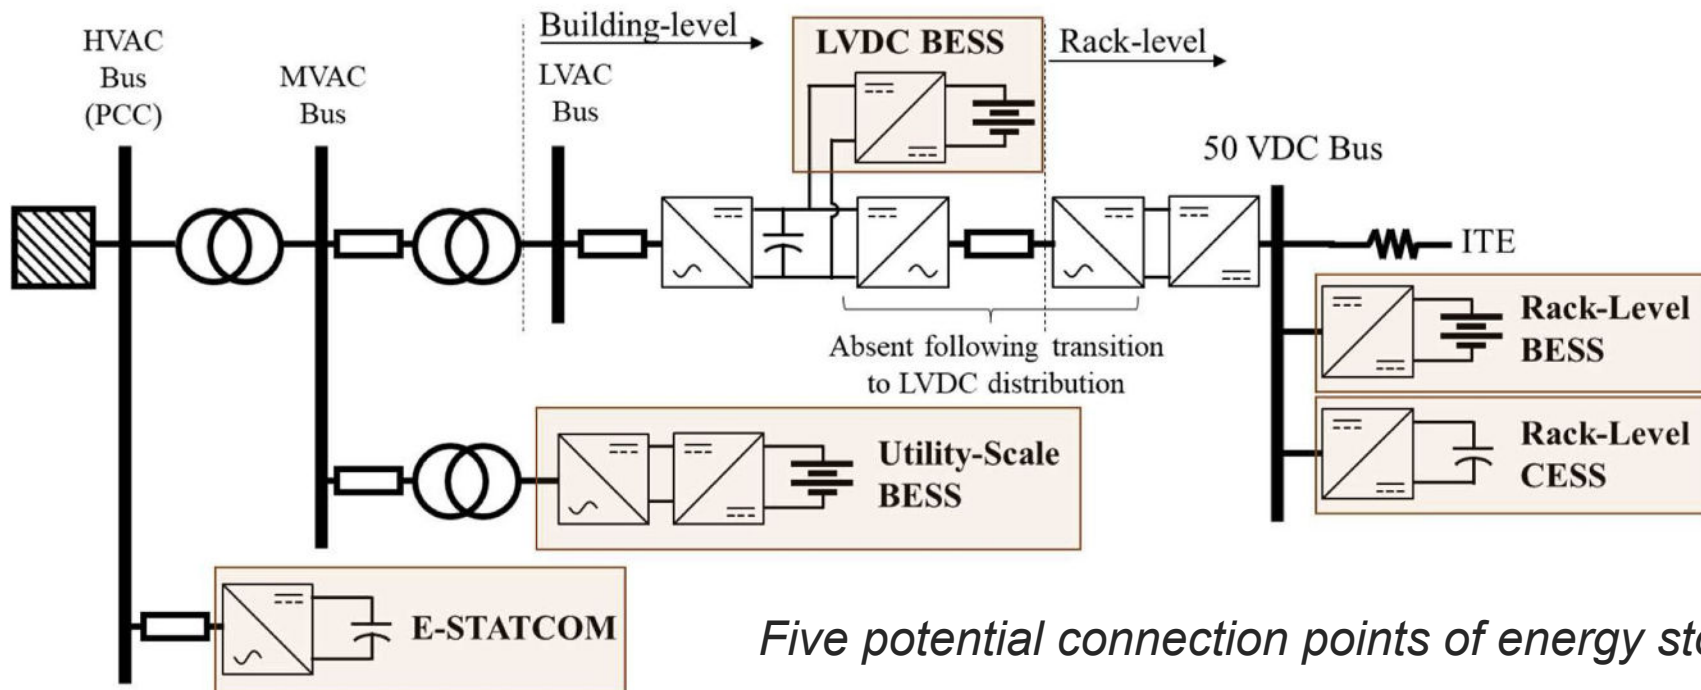 HVAC
Bus
(PCC)
MVAC
Bus
Building-level
LVAC
Bus
LVDC BESS
Rack-level
50 VDC Bus
ITE
Absent following transition
to LVDC distribution
Rack-Level
BESS
Rack-Level
CESS
Utility-Scale
BESS
E-STATCOM
Five potential connection points of energy sto